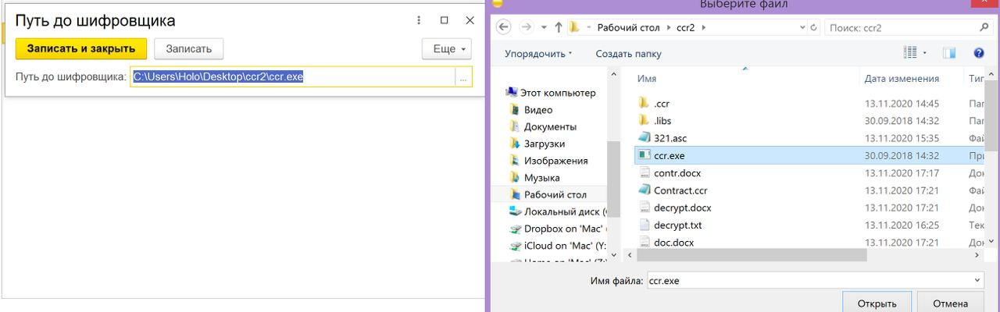 Путь до шифровщика
Записать и закрыть
Записать
Еще
Путь до шифровщика:
C:\Users\Holo\Desktop\ccr2\ccr.exe
...
Выберите файл
Рабочий стол
ccr2
Поиск: ccr2
Упорядочить
Создать папку
Этот компьютер
Видео
Документы
Загрузки
Изображения
Музыка
Рабочий стол
Локальный диск (
Dropbox on 'Mac' (
iCloud on 'Mac' (Y:
Home on 'Mac' (Z:
Имя Дата изменения Тип
.ccr 13.11.2020 14:45 Пап
.libs 30.09.2018 14:32 Пап
321.asc 13.11.2020 15:35 Фай
ccr.exe 30.09.2018 14:32 При
contr.docx 13.11.2020 17:17 Док
Contract.ccr 13.11.2020 17:21 Фай
decrypt.docx 13.11.2020 17:21 Док
decrypt.txt 13.11.2020 16:25 Тек
doc.docx 13.11.2020 17:21 Док
Имя файла: ccr.exe
Открыть
Отмена